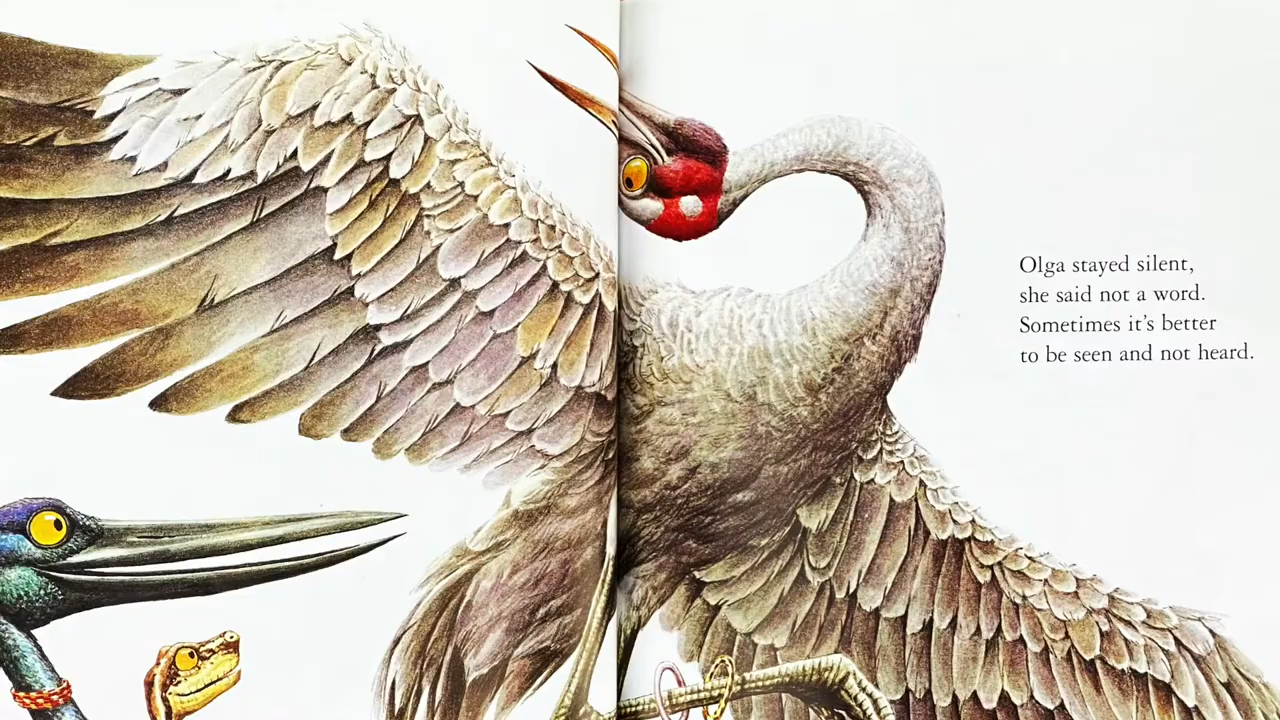 Olga stayed silent,
she said not a word.
Sometimes it's better
to be seen and not heard.